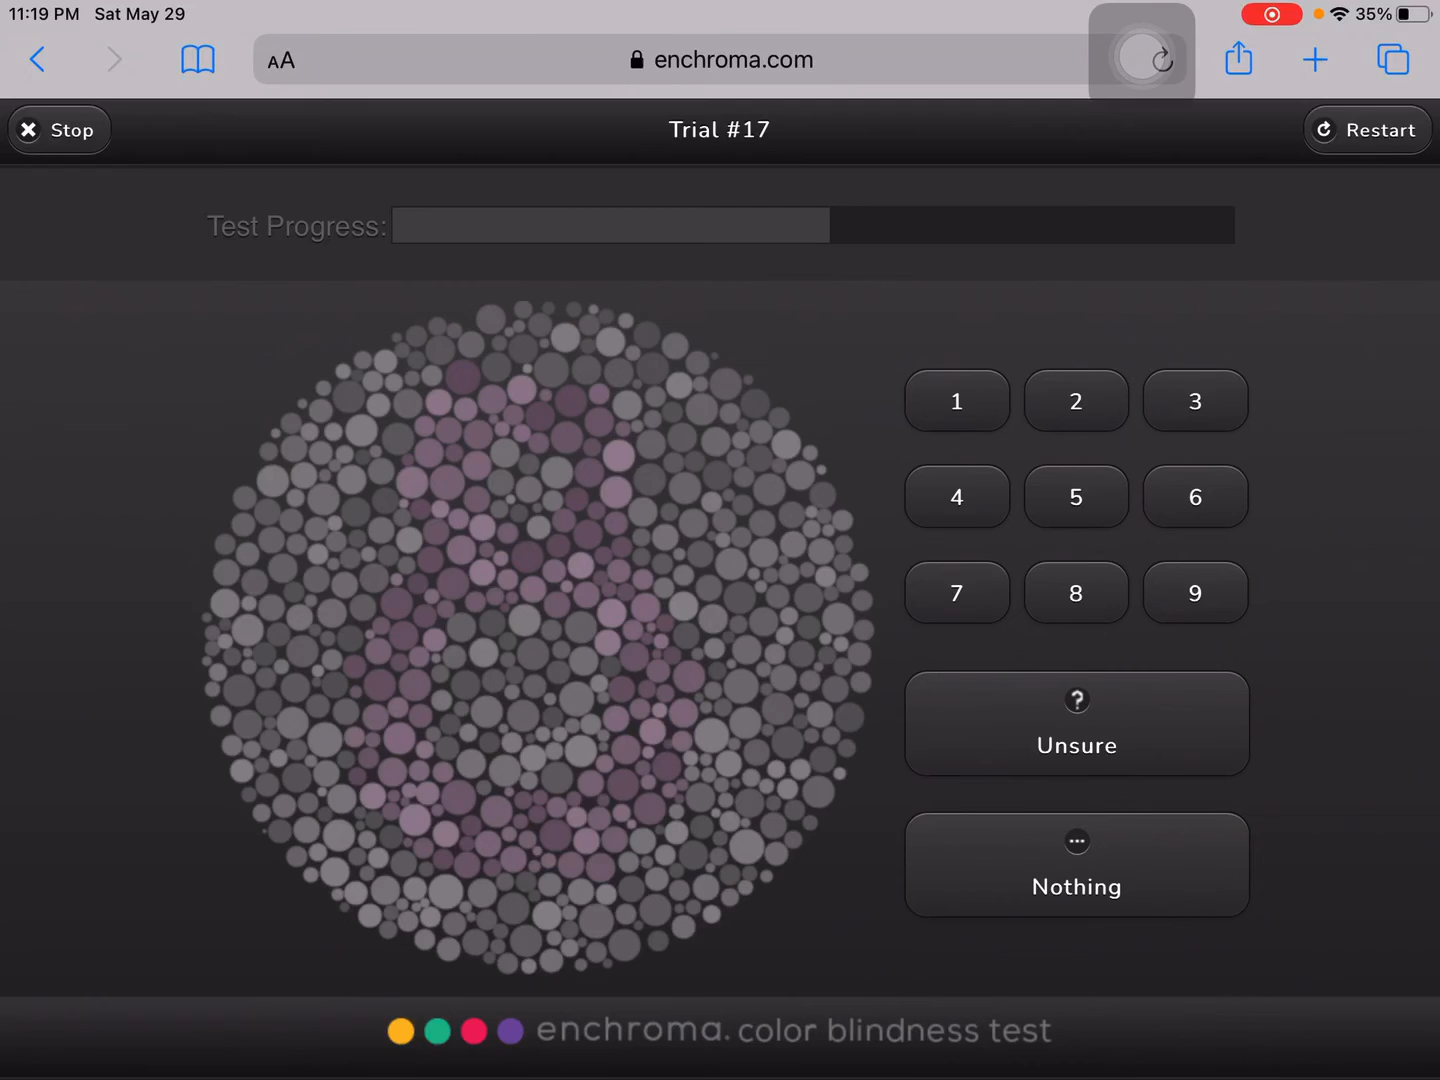 11:19 PM Sat May 29
35%
AA enchroma.com
Stop
Trial #17
Restart
Test Progress:
8
1 2 3
4 5 6
7 8 9
?
Unsure
Nothing
enchroma. color blindness test